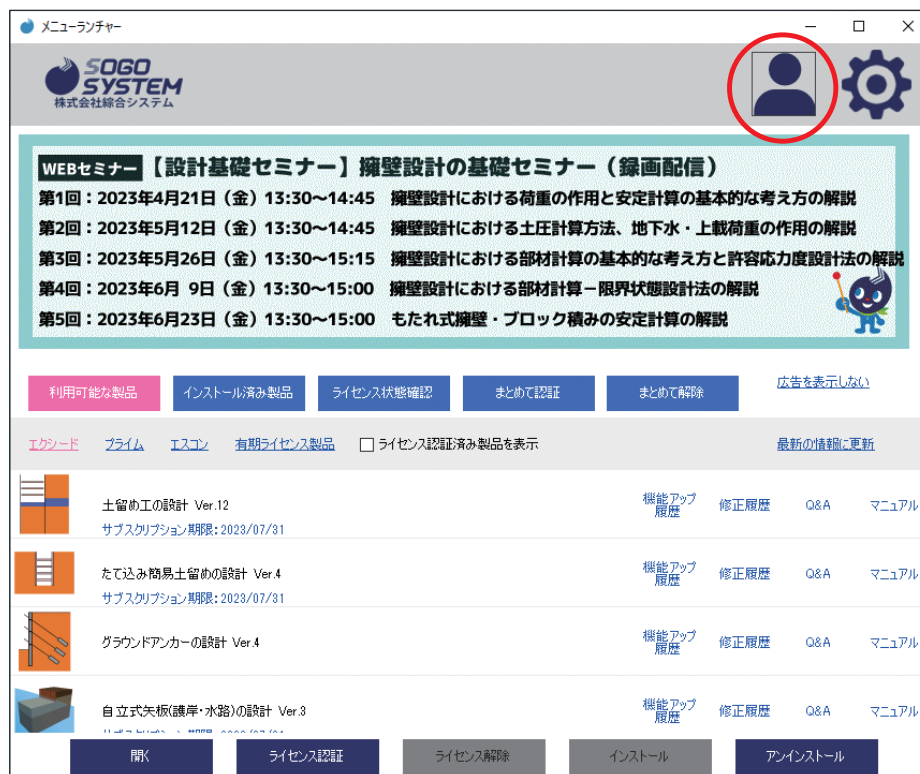 メニューランチャー
SOGO
SYSTEM
株式会社綜合システム
WEBセミナー 【設計基礎セミナー】擁壁設計の基礎セミナー（録画配信）
第1回：2023年4月21日（金）13:30〜14:45 擁壁設計における荷重の作用と安定計算の基本的な考え方の解説
第2回：2023年5月12日（金）13:30〜14:45 擁壁設計における土圧計算方法、地下水・上載荷重の作用の解説
第3回：2023年5月26日（金）13:30〜15:15 擁壁設計における部材計算の基本的な考え方と許容応力度設計法の解説
第4回：2023年6月 9日（金）13:30〜15:00 擁壁設計における部材計算－限界状態設計法の解説
第5回：2023年6月23日（金）13:30〜15:00 もたれ式擁壁・ブロック積みの安定計算の解説
利用可能な製品 インストール済み製品 ライセンス状態確認 まとめて認証 まとめて解除 広告を表示しない
エクシード プライム エスコン 有期ライセンス製品 ライセンス認証済み製品を表示 最新の情報に更新
土留め工の設計 Ver.12 機能アップ履歴 修正履歴 Q&A マニュアル
サブスクリプション期限：2023/07/31
たて込み簡易土留めの設計 Ver.4 機能アップ履歴 修正履歴 Q&A マニュアル
サブスクリプション期限：2023/07/31
グラウンドアンカーの設計 Ver.4 機能アップ履歴 修正履歴 Q&A マニュアル
自立式矢板(護岸・水路)の設計 Ver.3 機能アップ履歴 修正履歴 Q&A マニュアル
開く ライセンス認証 ライセンス解除 インストール アンインストール